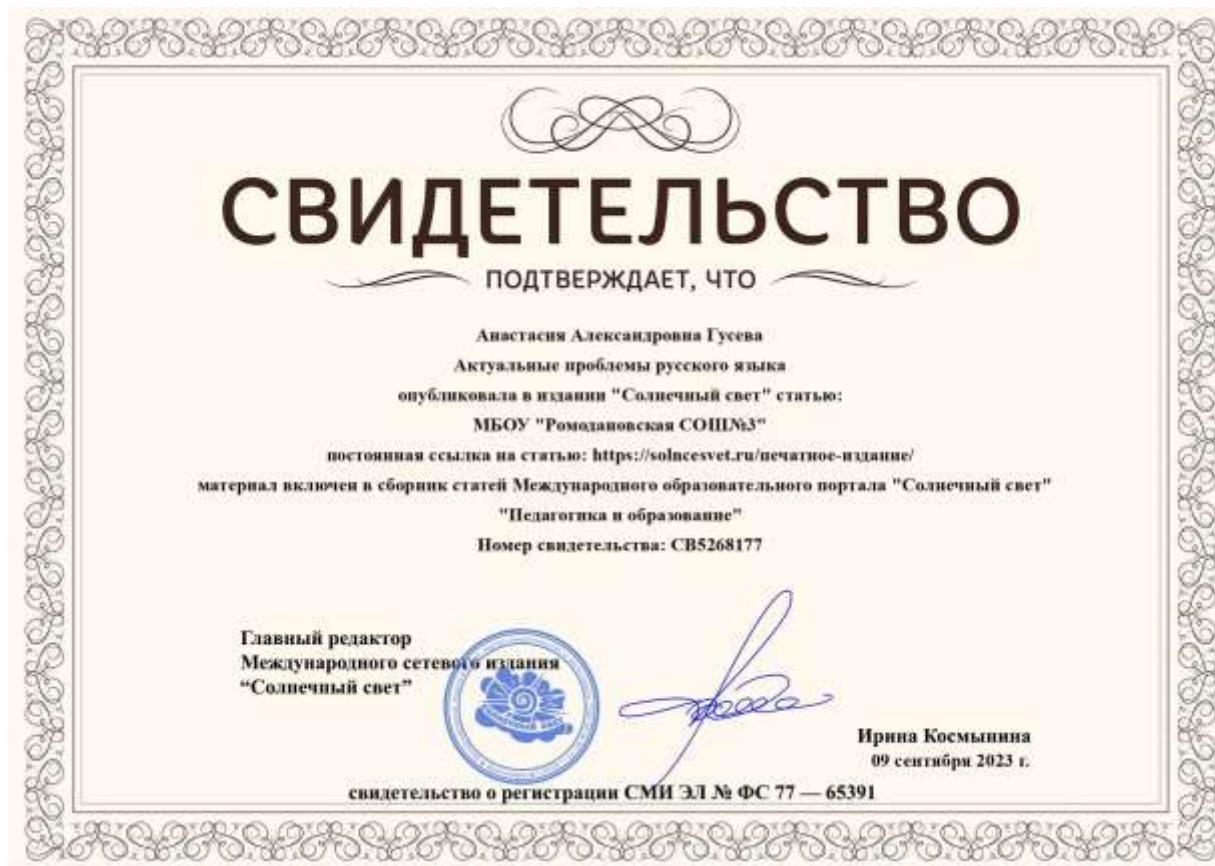 СВИДЕТЕЛЬСТВО
ПОДТВЕРЖДАЕТ, ЧТО
Анастасия Александровна Гусева
Актуальные проблемы русского языка
опубликовала в издании "Солнечный свет" статью:
МБОУ "Ромодановская СОШ№3"
постоянная ссылка на статью: https://solncesvet.ru/печатное-издание/
материал включен в сборник статей Международного образовательного портала "Солнечный свет"
"Педагогика и образование"
Номер свидетельства: СВ5268177
Главный редактор
Международного сетевого издания
“Солнечный свет”
Ирина Космынина
09 сентября 2023 г.
свидетельство о регистрации СМИ ЭЛ № ФС 77 — 65391